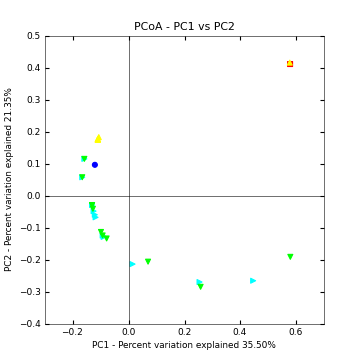 PCoA - PC1 vs PC2
0.5
0.4
0.3
0.2
0.1
0.0
−0.1
−0.2
−0.3
−0.4
PC2 - Percent variation explained 21.35%
−0.2 0.0 0.2 0.4 0.6
PC1 - Percent variation explained 35.50%